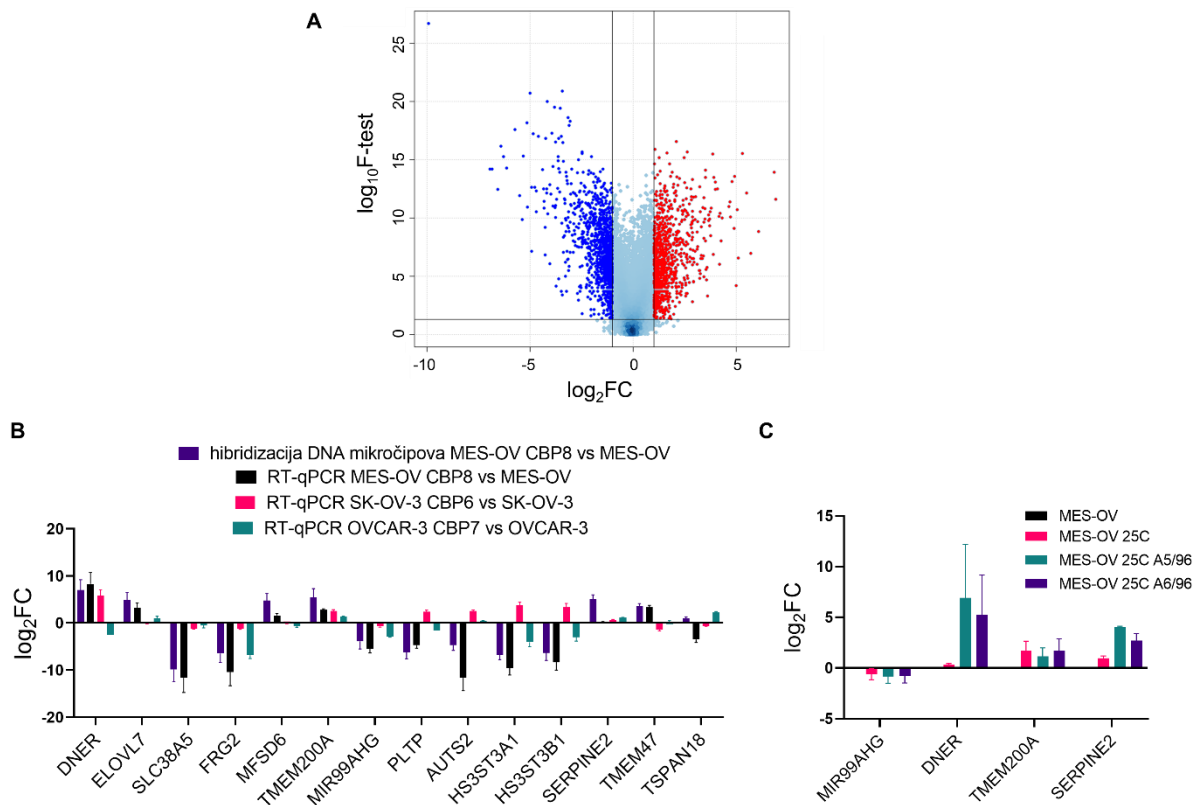 A
log₁₀F-test
25
20
15
10
5
0
-10
-5
0
5
log₂FC
B
hibridizacija DNA mikročipova MES-OV CBP8 vs MES-OV
RT-qPCR MES-OV CBP8 vs MES-OV
RT-qPCR SK-OV-3 CBP6 vs SK-OV-3
RT-qPCR OVCAR-3 CBP7 vs OVCAR-3
log₂FC
20
10
0
-10
-20
DNER
ELOVL7
SLC38A5
FRG2
MFSD6
TMEM200A
MIR99AHG
PLTP
AUTS2
HS3ST3A1
HS3ST3B1
SERPINE2
TMEM47
TSPAN18
C
MES-OV
MES-OV 25C
MES-OV 25C A5/96
MES-OV 25C A6/96
log₂FC
15
10
5
0
-5
MIR99AHG
DNER
TMEM200A
SERPINE2